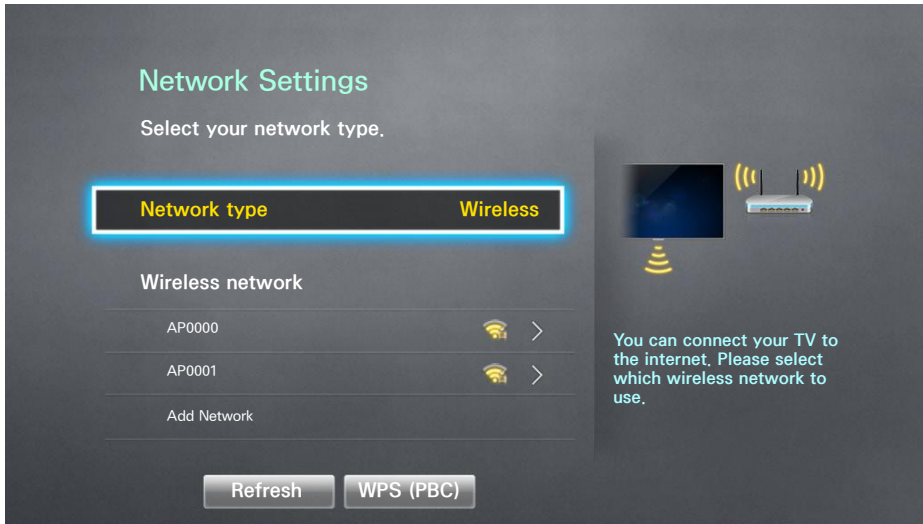 Network Settings
Select your network type.
Network type Wireless
Wireless network
AP0000
AP0001
Add Network
Refresh WPS (PBC)
You can connect your TV to
the internet. Please select
which wireless network to
use.